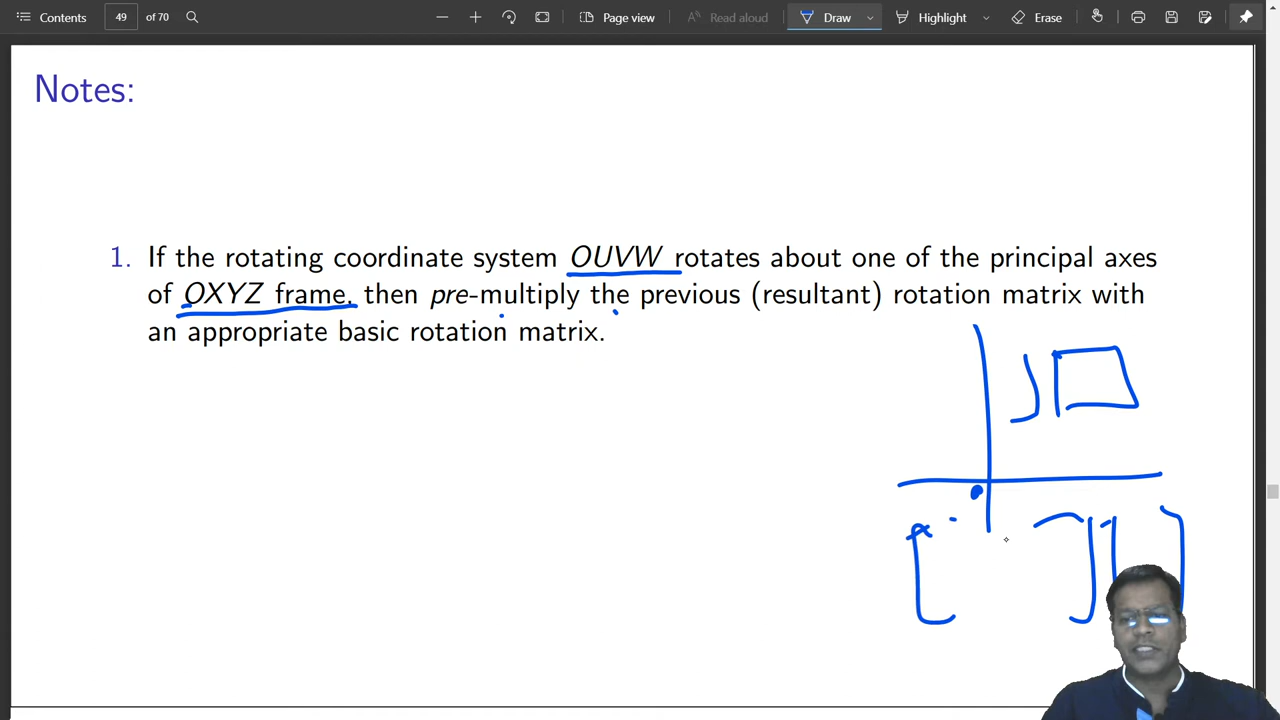 Contents 49 of 70 Page view Read aloud Draw Highlight Erase
Notes:
1. If the rotating coordinate system OUVW rotates about one of the principal axes
of OXYZ frame, then pre-multiply the previous (resultant) rotation matrix with
an appropriate basic rotation matrix.